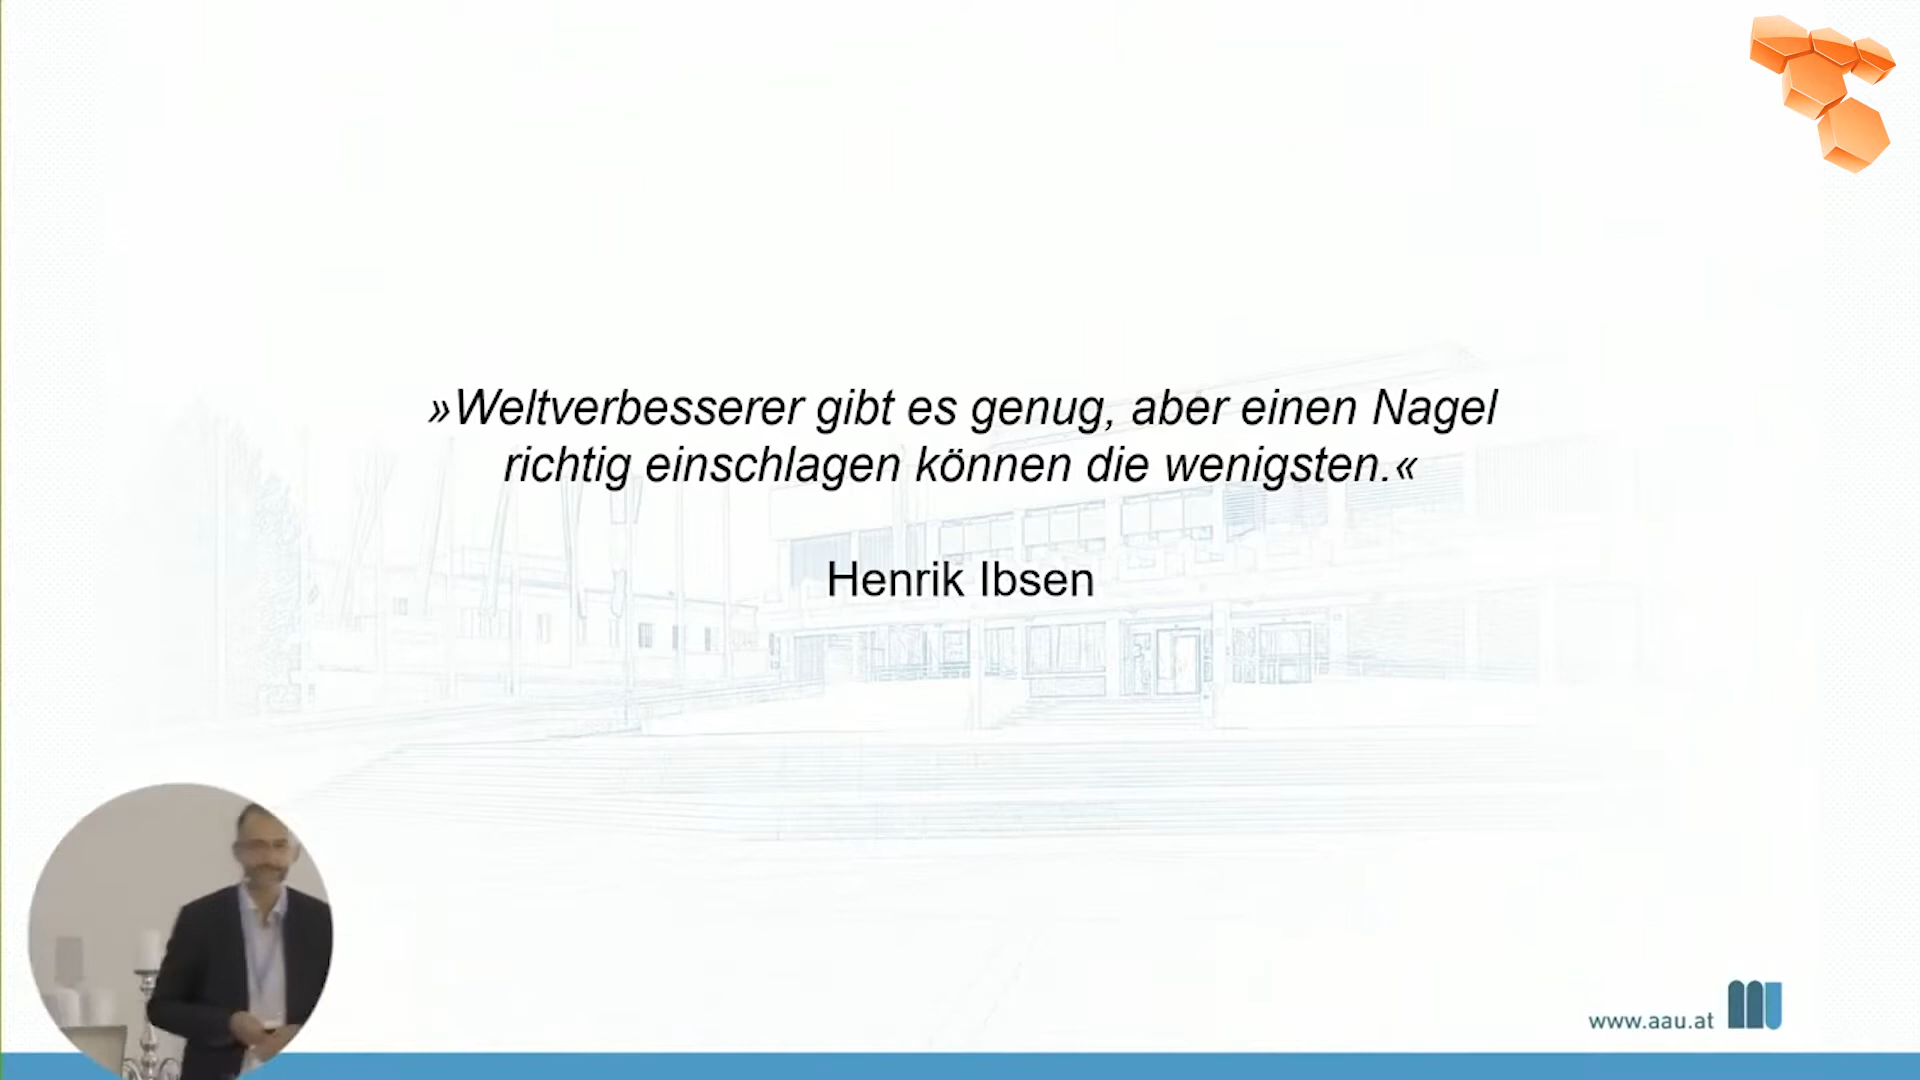 »Weltverbesserer gibt es genug, aber einen Nagel
richtig einschlagen können die wenigsten.«
Henrik Ibsen
www.aau.at